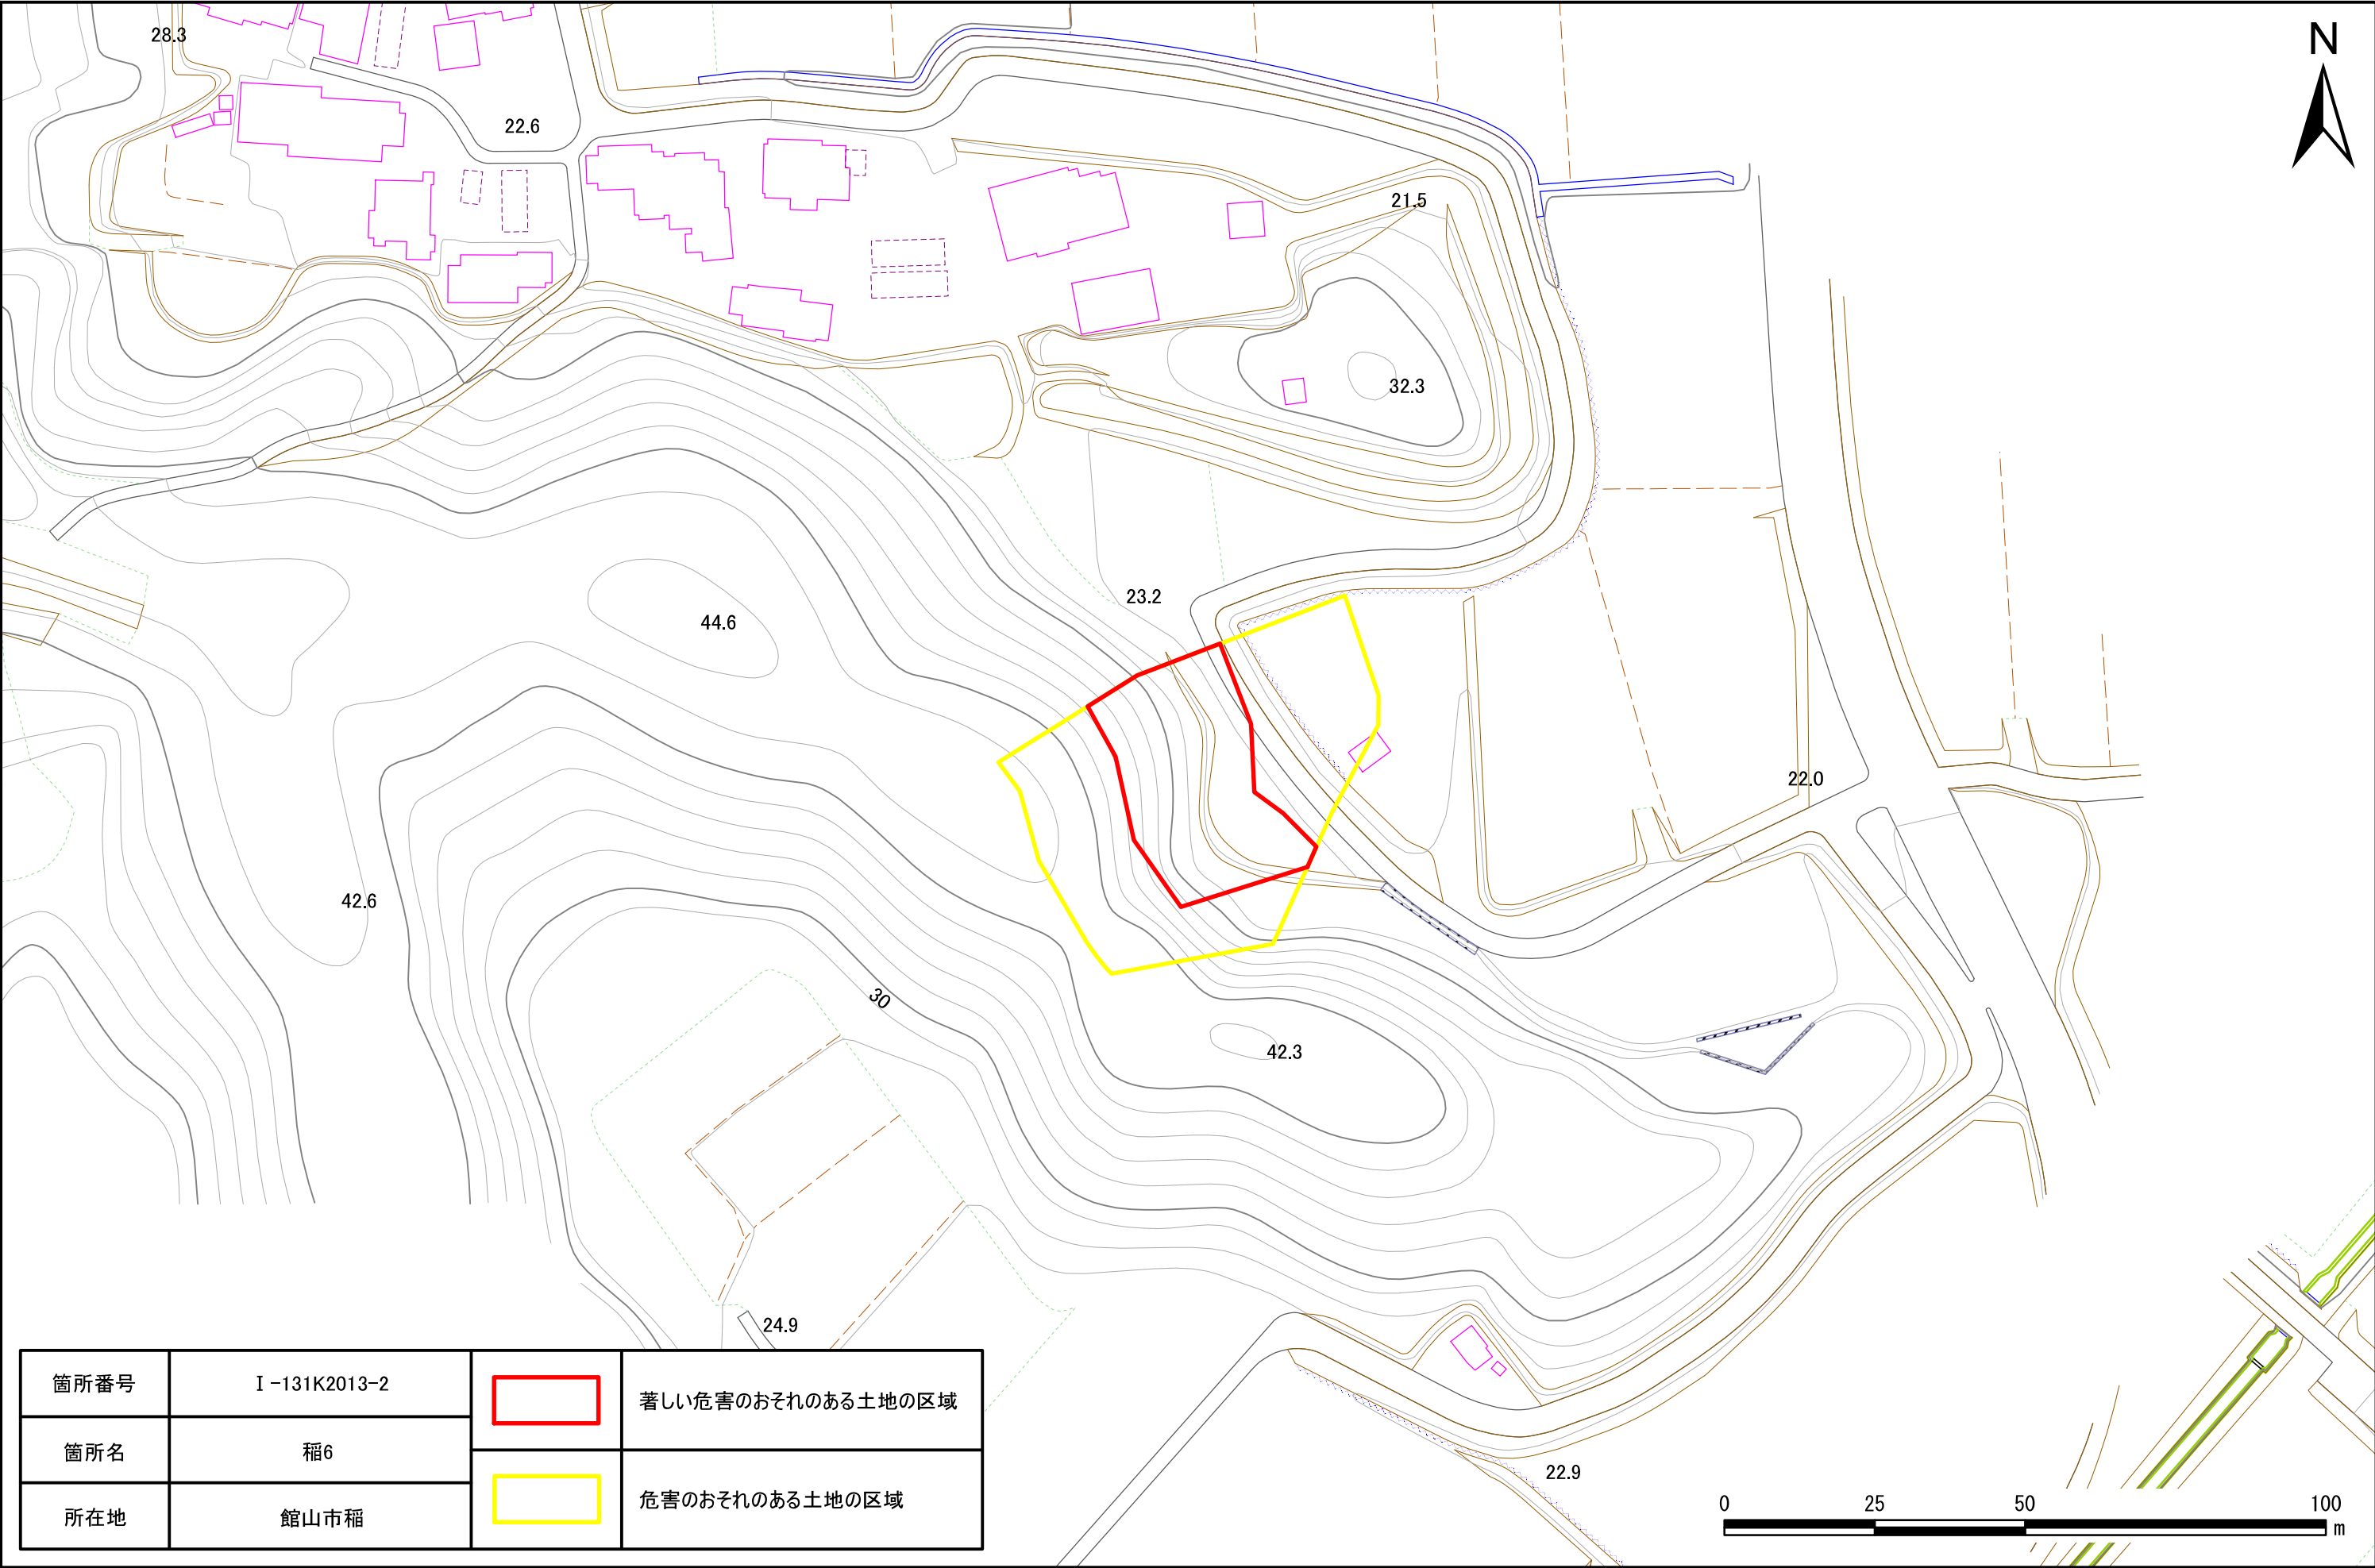 28.3
N
22.6
21.5
32.3
23.2
44.6
22.0
42.6
30
42.3
24.9
箇所番号 Ⅰ-131K2013-2
箇所名 稲6
所在地 館山市稲
著しい危害のおそれのある土地の区域
危害のおそれのある土地の区域
22.9
0 25 50 100 m